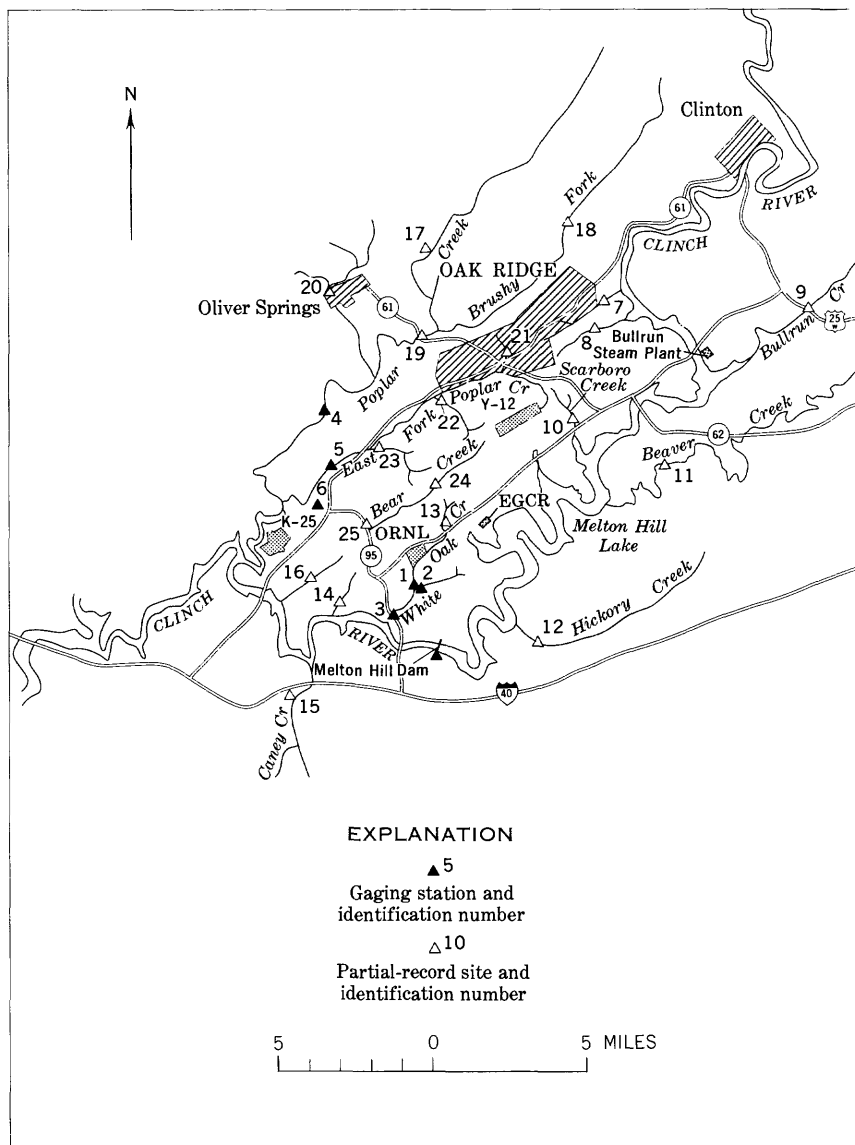 N
Clinton
61
RIVER
CLINCH
Fork
18
17
Creek
OAK RIDGE
20
Oliver Springs
61
Brushy
7
9
Bullrun Cr
25
W
8
Bullrun
Steam Plant
19
21
Scarboro
Creek
Poplar
4
Poplar Cr
Y-12
22
Fork
10
62
Creek
5
East
23
Creek
Beaver
11
6
24
K-25
Bear
13
Cr
EGCR
Melton Hill
Lake
25
ORNL
95
Oak
16
1
2
14
3
White
12
Hickory Creek
CLINCH
RIVER
Melton Hill Dam
40
15
Caney Cr
EXPLANATION
5
Gaging station and
identification number
10
Partial-record site and
identification number
5 0 5 MILES